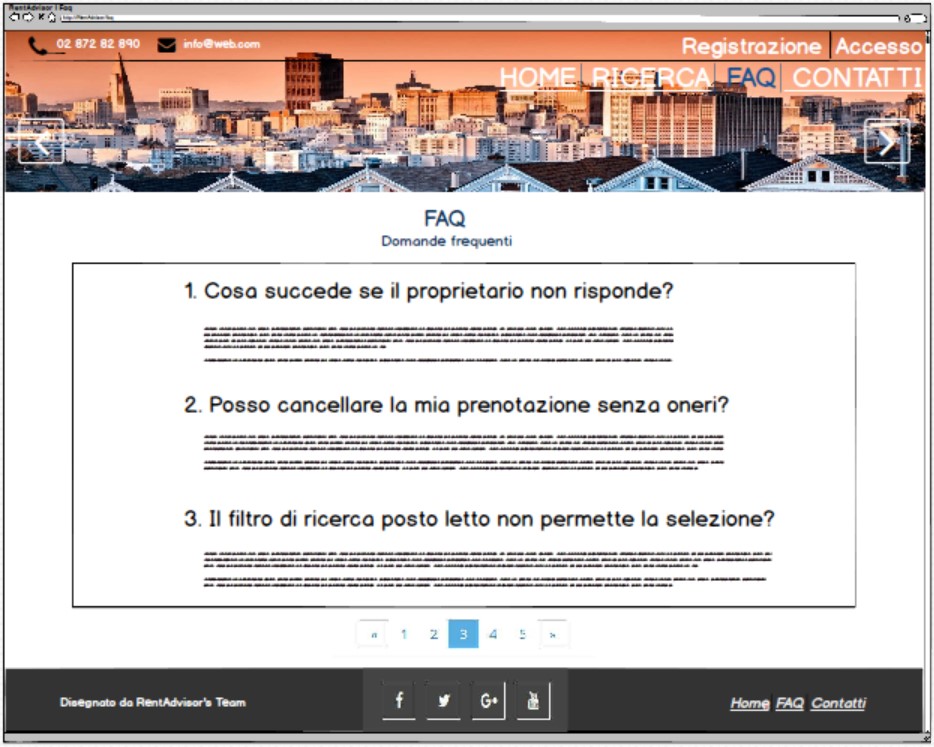 RentAdvisor | Faq
http://RentAdvisor/faq
02 872 82 890 info@web.com
Registrazione Accesso
HOME RICERCA FAQ CONTATTI
FAQ
Domande frequenti
1. Cosa succede se il proprietario non risponde?
2. Posso cancellare la mia prenotazione senza oneri?
3. Il filtro di ricerca posto letto non permette la selezione?
« 1 2 3 4 5 »
Disegnato da RentAdvisor's Team
Home FAQ Contatti